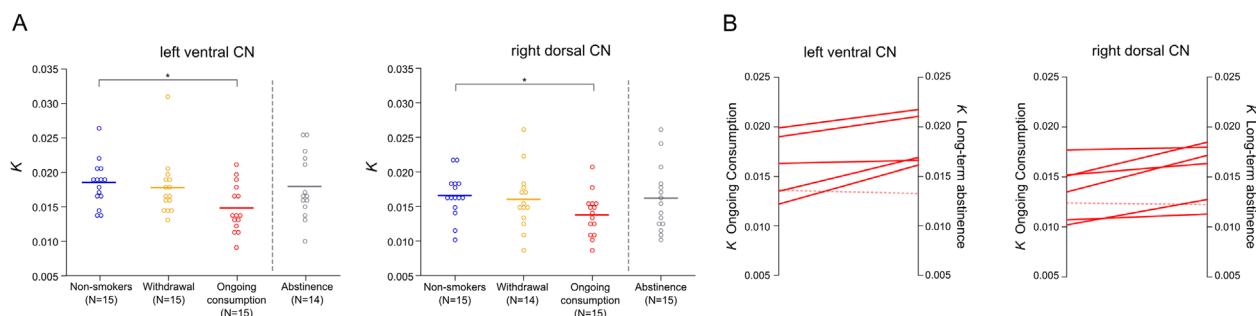 A
B
left ventral CN
right dorsal CN
left ventral CN
right dorsal CN
K
0.035
0.030
0.025
0.020
0.015
0.010
0.005
*
Non-smokers
(N=15)
Withdrawal
(N=15)
Ongoing
consumption
(N=15)
Abstinence
(N=14)
K
0.035
0.030
0.025
0.020
0.015
0.010
0.005
*
Non-smokers
(N=15)
Withdrawal
(N=14)
Ongoing
consumption
(N=15)
Abstinence
(N=15)
K Ongoing Consumption
0.025
0.020
0.015
0.010
0.005
0.025
0.020
0.015
0.010
0.005
K Long-term abstinence
K Ongoing Consumption
0.025
0.020
0.015
0.010
0.005
0.025
0.020
0.015
0.010
0.005
K Long-term abstinence